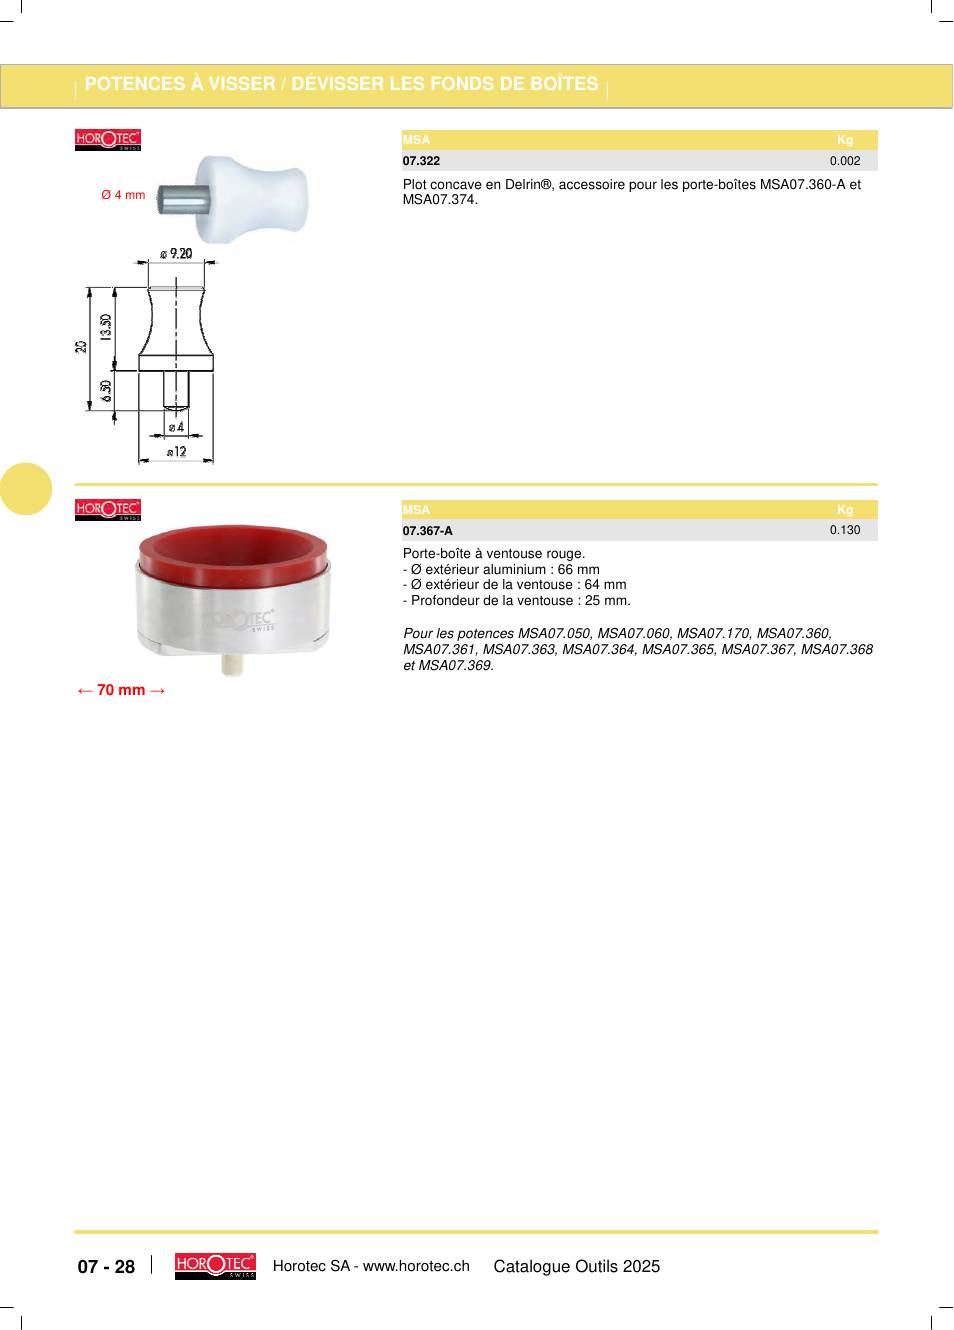 POTENCES À VISSER / DÉVISSER LES FONDS DE BOÎTES
HOROTEC®
SWISS
MSA Kg
07.322 0.002
Plot concave en Delrin®, accessoire pour les porte-boîtes MSA07.360-A et
MSA07.374.
Ø 4 mm
ø 9.20
20
13.50
6.50
ø4
ø12
HOROTEC®
SWISS
MSA Kg
07.367-A 0.130
Porte-boîte à ventouse rouge.
- Ø extérieur aluminium : 66 mm
- Ø extérieur de la ventouse : 64 mm
- Profondeur de la ventouse : 25 mm.
Pour les potences MSA07.050, MSA07.060, MSA07.170, MSA07.360,
MSA07.361, MSA07.363, MSA07.364, MSA07.365, MSA07.367, MSA07.368
et MSA07.369.
HOROTEC®
SWISS
← 70 mm →
07 - 28
HOROTEC®
SWISS
Horotec SA - www.horotec.ch Catalogue Outils 2025